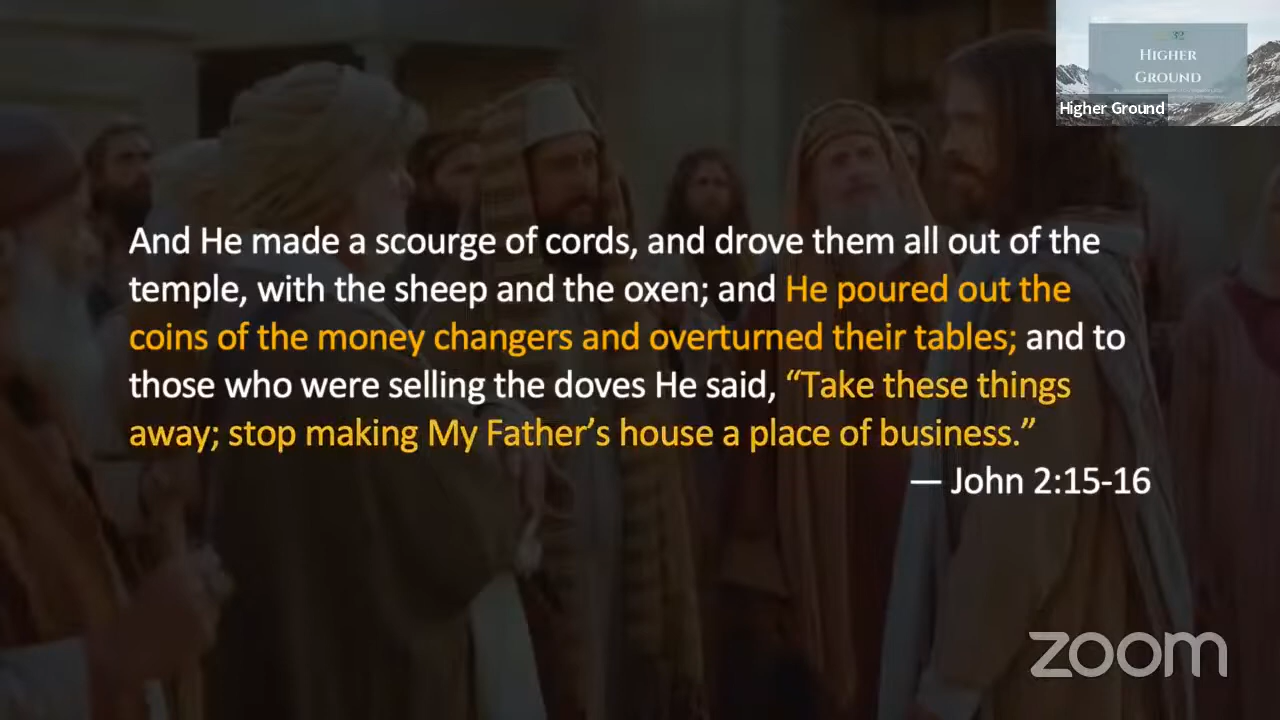 32
HIGHER
GROUND
Higher Ground
And He made a scourge of cords, and drove them all out of the
temple, with the sheep and the oxen; and He poured out the
coins of the money changers and overturned their tables; and to
those who were selling the doves He said, “Take these things
away; stop making My Father’s house a place of business.”
— John 2:15-16
zoom